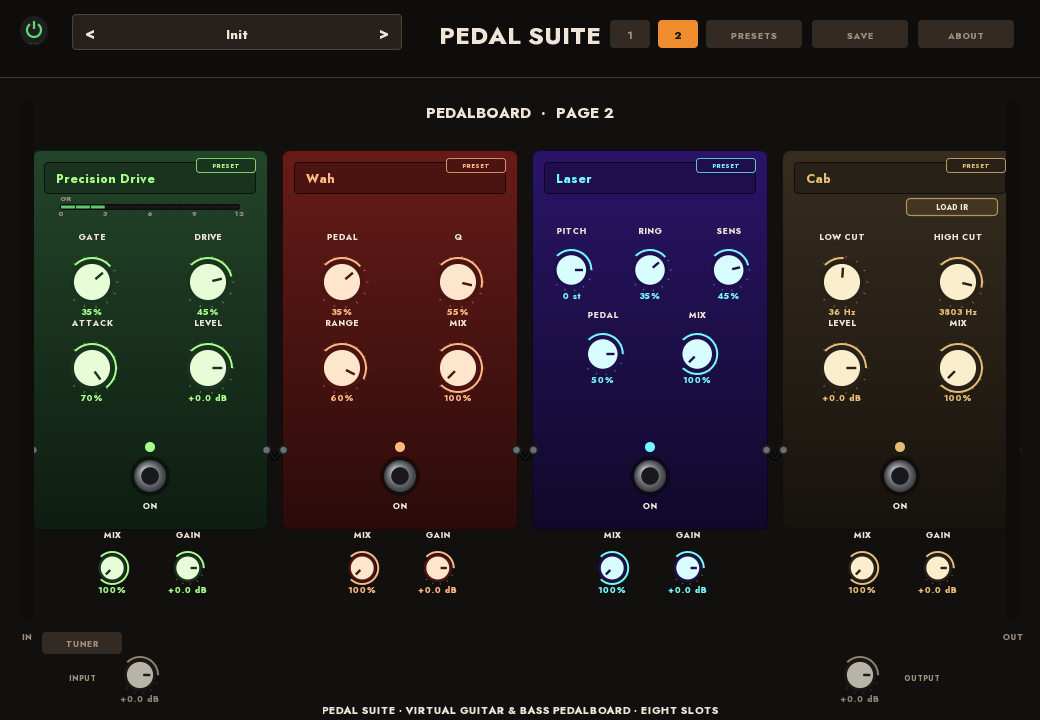 < Init > PEDAL SUITE 1 2 PRESETS SAVE ABOUT
PEDALBOARD · PAGE 2
PRESET PRESET PRESET PRESET
Precision Drive Wah Laser Cab
GR
LOAD IR
0 3 6 9 12
PITCH RING SENS
GATE DRIVE PEDAL Q LOW CUT HIGH CUT
0 st 35% 45%
35% 45% 35% 55% 36 Hz 3803 Hz
PEDAL MIX
ATTACK LEVEL RANGE MIX LEVEL MIX
50% 100%
70% +0.0 dB 60% 100% +0.0 dB 100%
ON ON ON ON
MIX GAIN MIX GAIN MIX GAIN MIX GAIN
100% +0.0 dB 100% +0.0 dB 100% +0.0 dB 100% +0.0 dB
IN OUT
TUNER
INPUT OUTPUT
+0.0 dB +0.0 dB
PEDAL SUITE · VIRTUAL GUITAR & BASS PEDALBOARD · EIGHT SLOTS